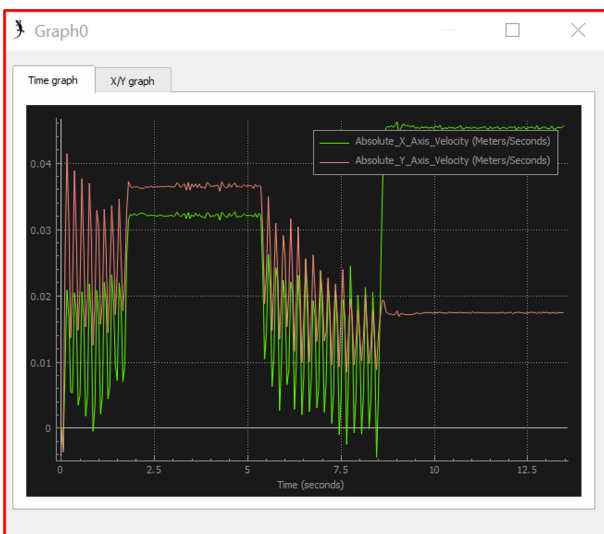 Graph0
Time graph
X/Y graph
Absolute_X_Axis_Velocity (Meters/Seconds)
Absolute_Y_Axis_Velocity (Meters/Seconds)
0.04
0.03
0.02
0.01
0
0 2.5 5 7.5 10 12.5
Time (seconds)